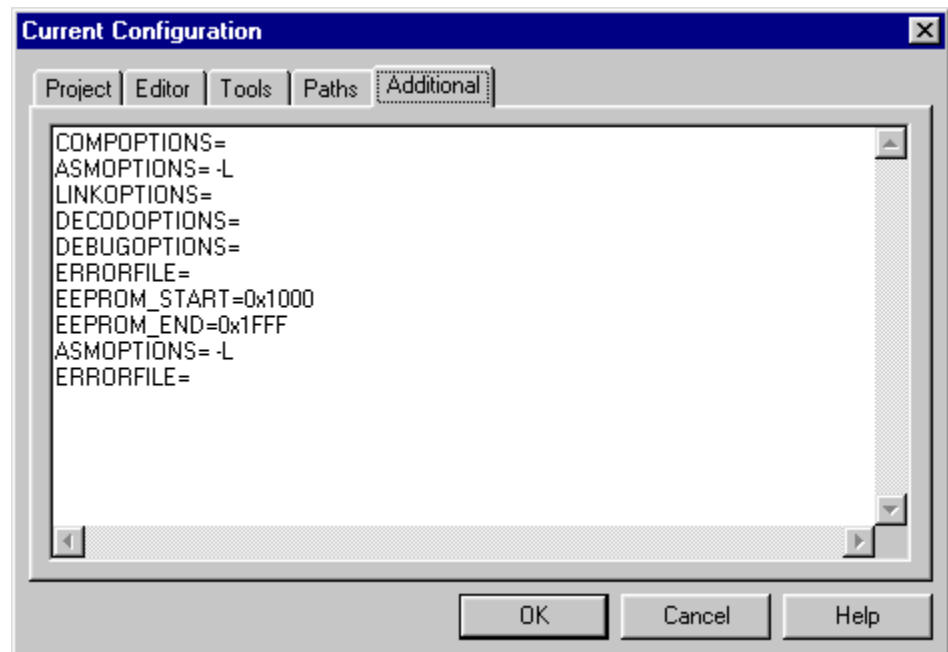 Current Configuration
Project Editor Tools Paths Additional
COMPOPTIONS=
ASMOPTIONS= -L
LINKOPTIONS=
DECODOPTIONS=
DEBUGOPTIONS=
ERRORFILE=
EEPROM_START=0x1000
EEPROM_END=0x1FFF
ASMOPTIONS= -L
ERRORFILE=
OK Cancel Help